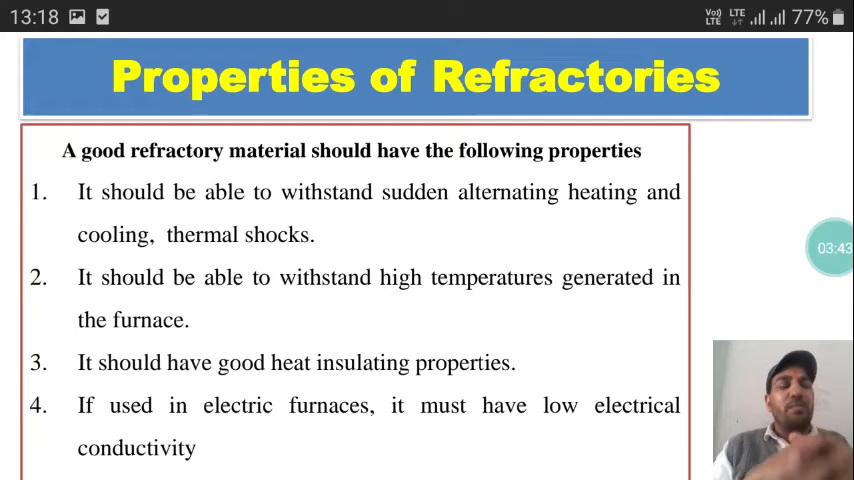 13:18
Vo) LTE LTE 77%
Properties of Refractories
A good refractory material should have the following properties
1. It should be able to withstand sudden alternating heating and
cooling, thermal shocks.
2. It should be able to withstand high temperatures generated in
the furnace.
03:43
3. It should have good heat insulating properties.
4. If used in electric furnaces, it must have low electrical
conductivity